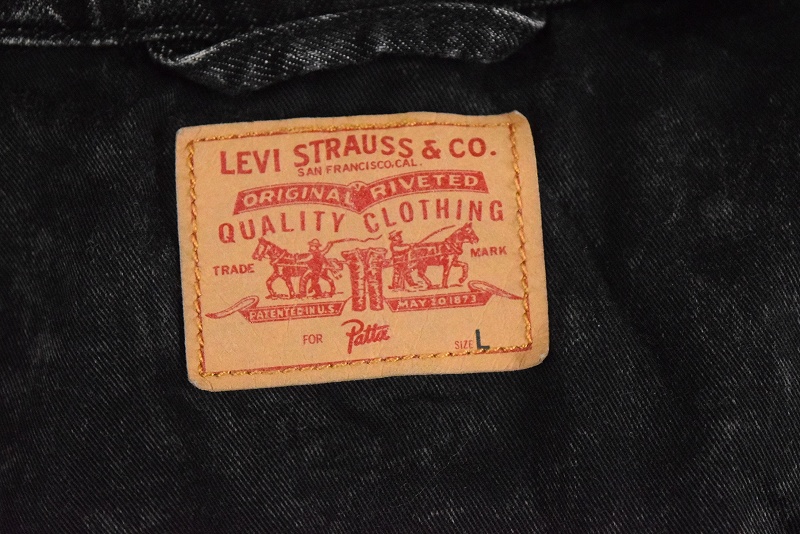 LEVI STRAUSS & CO.
SAN FRANCISCO, CAL.
ORIGINAL RIVETED
QUALITY CLOTHING
TRADE MARK
PATENTED IN U.S. MAY 20 1873
FOR Patta SIZE L